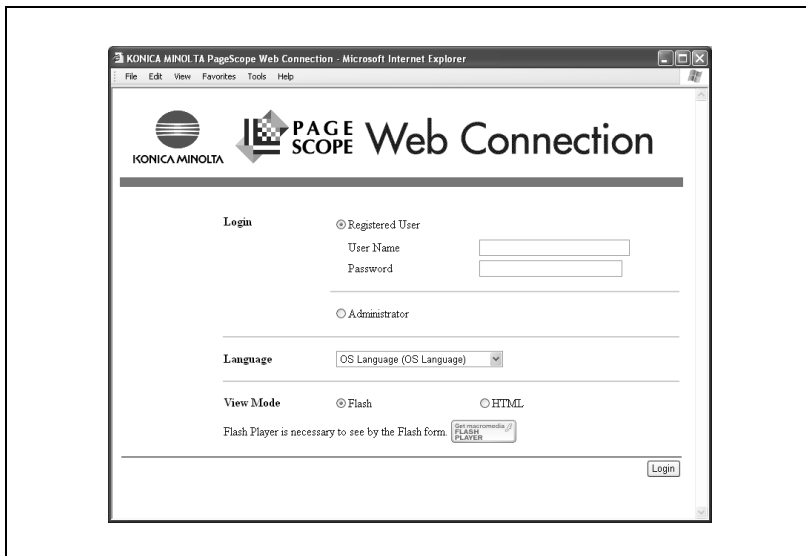 KONICA MINOLTA PageScope Web Connection - Microsoft Internet Explorer
File Edit View Favorites Tools Help
KONICA MINOLTA
PAGE SCOPE Web Connection
Login
Registered User
User Name
Password
Administrator
Language
OS Language (OS Language)
View Mode
Flash
HTML
Flash Player is necessary to see by the Flash form.
Get macromedia
FLASH
PLAYER
Login